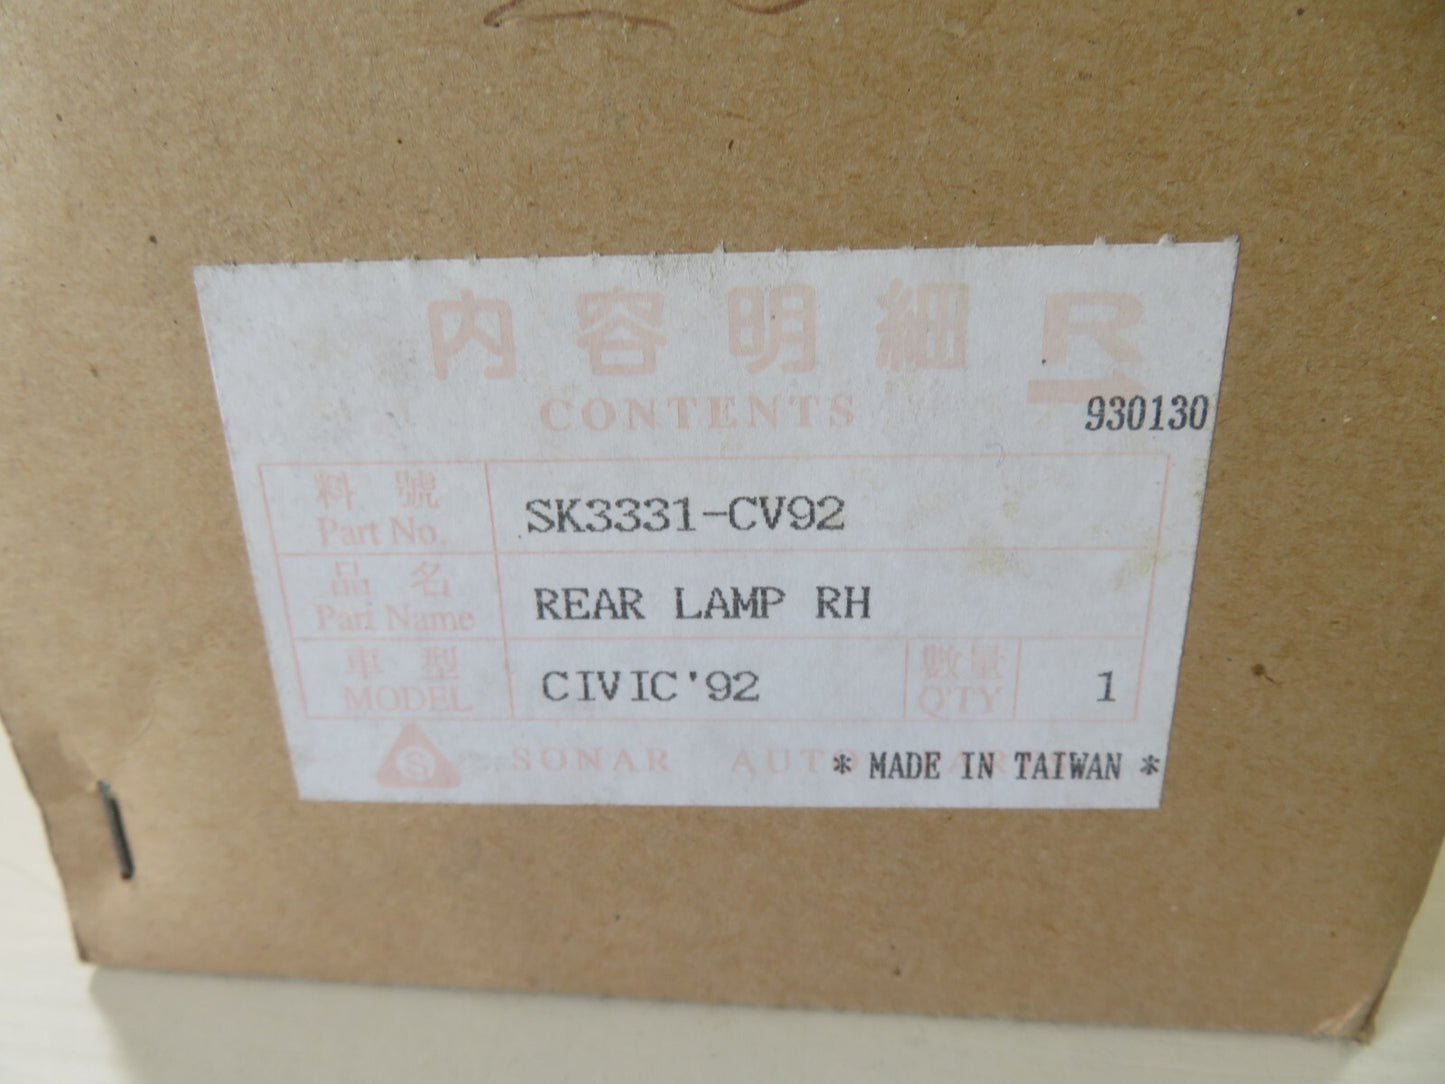 內容明細 R
CONTENTS
930130
料號 SK3331-CV92
Part No.
品名 REAR LAMP RH
Part Name
車型 CIVIC'92 數量 1
MODEL Q'TY
S SONAR AUTO * MADE IN TAIWAN *